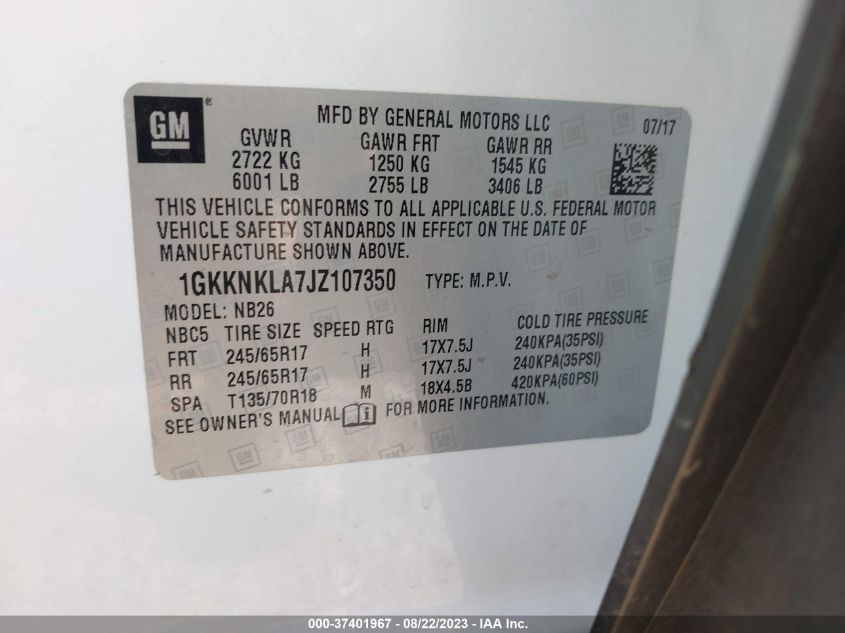 GM® MFD BY GENERAL MOTORS LLC 07/17
GVWR GAWR FRT GAWR RR
2722 KG 1250 KG 1545 KG
6001 LB 2755 LB 3406 LB
THIS VEHICLE CONFORMS TO ALL APPLICABLE U.S. FEDERAL MOTOR
VEHICLE SAFETY STANDARDS IN EFFECT ON THE DATE OF
MANUFACTURE SHOWN ABOVE.
1GKKNKLA7JZ107350 TYPE: M.P.V.
MODEL: NB26
NBC5 TIRE SIZE SPEED RTG RIM COLD TIRE PRESSURE
FRT 245/65R17 H 17X7.5J 240KPA(35PSI)
RR 245/65R17 H 17X7.5J 240KPA(35PSI)
SPA T135/70R18 M 18X4.5B 420KPA(60PSI)
SEE OWNER'S MANUAL FOR MORE INFORMATION.
000-37401967 - 08/22/2023 - IAA Inc.